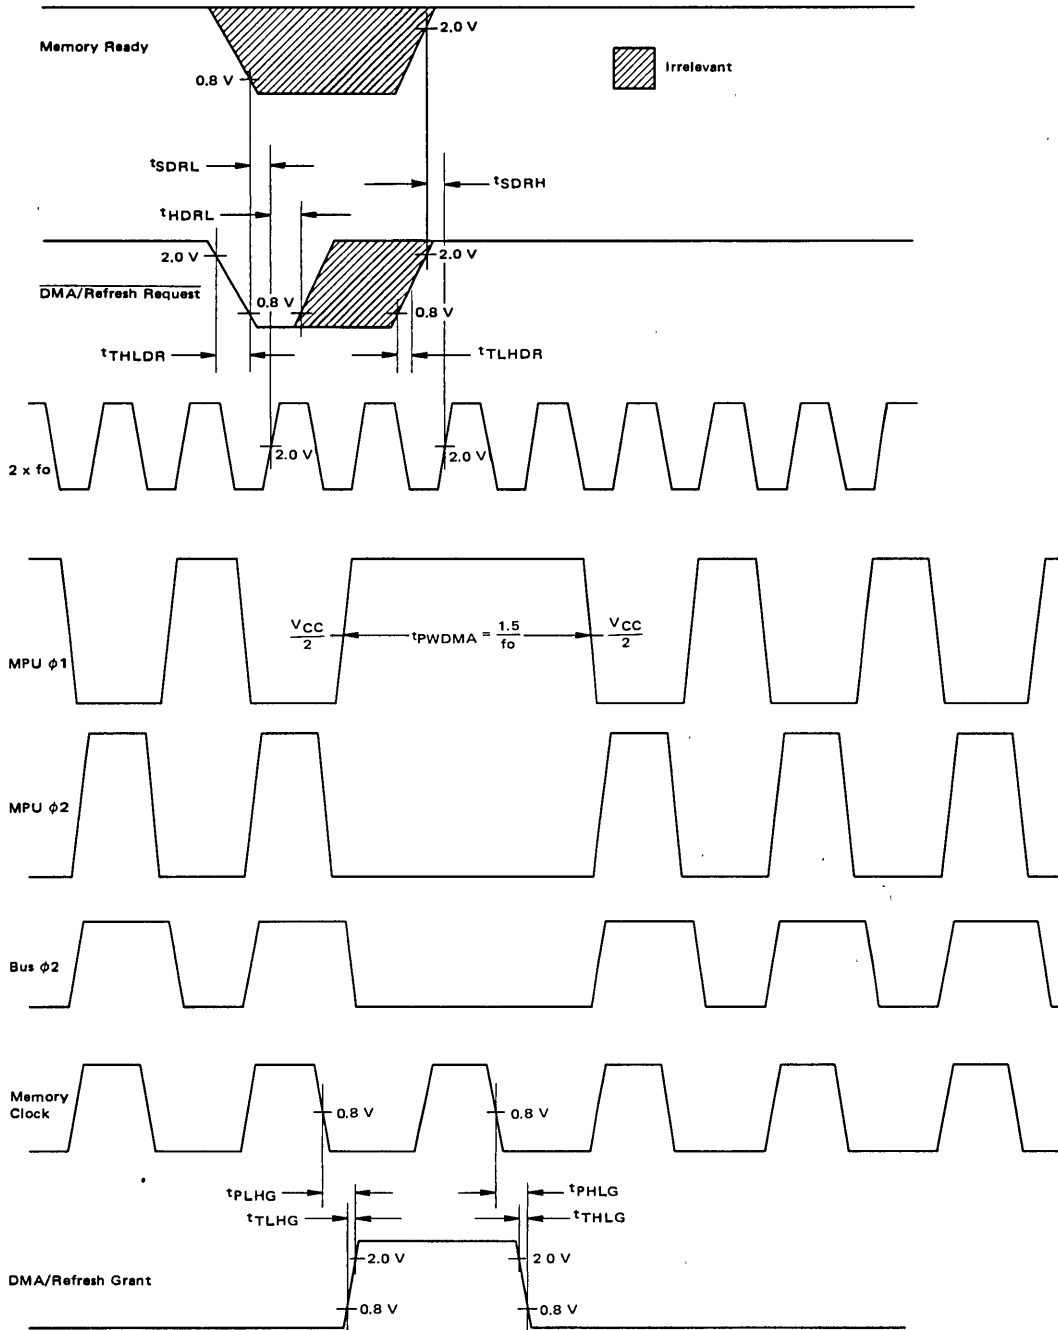 2.0 V
Memory Ready
Irrelevant
0.8 V
tSDRL
tSDRH
tHDRL
2.0 V
2.0 V
DMA/Refresh Request
0.8 V
0.8 V
tTHLDR
tTLHDR
2 x fo
2.0 V
2.0 V
VCC
2
tPWDMA = 1.5
fo
VCC
2
MPU φ1
MPU φ2
Bus φ2
Memory
Clock
0.8 V
0.8 V
tPLHG
tPHLG
tTLHG
tTHLG
2.0 V
2 0 V
DMA/Refresh Grant
0.8 V
0.8 V